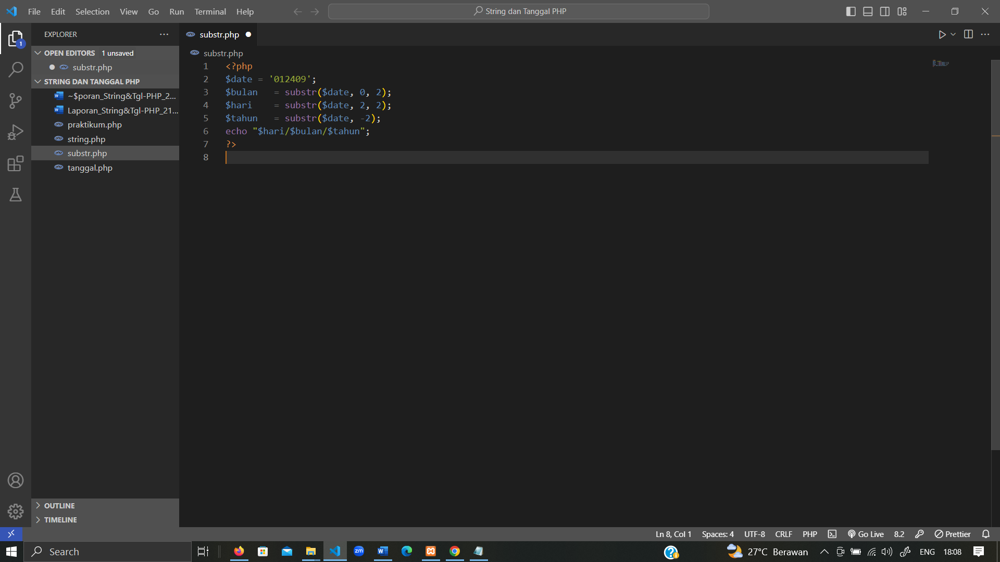 File Edit Selection View Go Run Terminal Help
String dan Tanggal PHP
EXPLORER
OPEN EDITORS 1 unsaved
substr.php
STRING DAN TANGGAL PHP
~$poran_String&Tgl-PHP_2...
Laporan_String&Tgl-PHP_21...
praktikum.php
string.php
substr.php
tanggal.php
OUTLINE
TIMELINE
1
substr.php
substr.php
1 <?php
2 $date = '012409';
3 $bulan   = substr($date, 0, 2);
4 $hari    = substr($date, 2, 2);
5 $tahun   = substr($date, -2);
6 echo "$hari/$bulan/$tahun";
7 ?>
8
Ln 8, Col 1 Spaces: 4 UTF-8 CRLF PHP Go Live 8.2 Prettier
Search
zm
27°C Berawan ENG 18:08